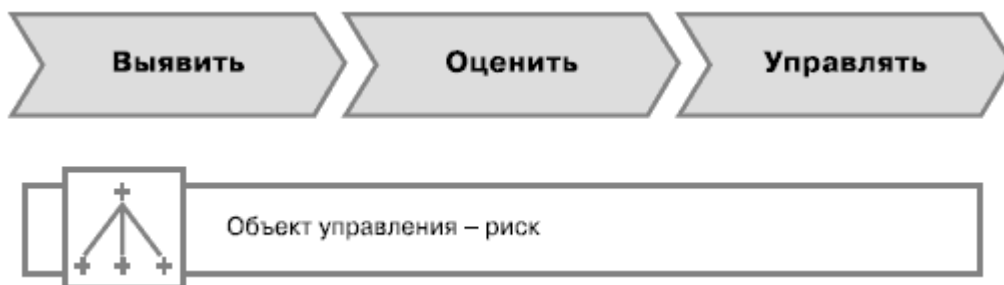 Выявить
Оценить
Управлять
Объект управления – риск